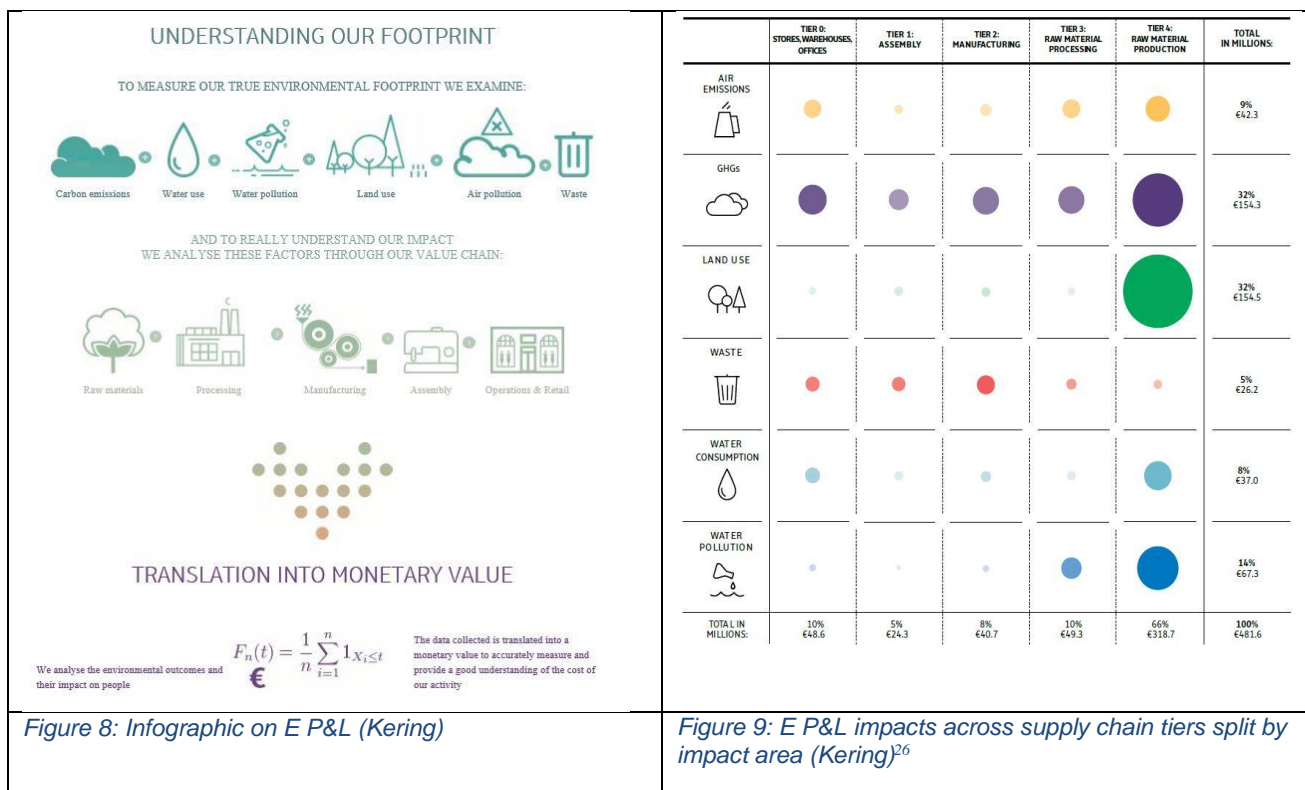 UNDERSTANDING OUR FOOTPRINT
TO MEASURE OUR TRUE ENVIRONMENTAL FOOTPRINT WE EXAMINE:
Carbon emissions
Water use
Water pollution
Land use
Air pollution
Waste
AND TO REALLY UNDERSTAND OUR IMPACT
WE ANALYSE THESE FACTORS THROUGH OUR VALUE CHAIN:
Raw materials
Processing
Manufacturing
Assembly
Operations & Retail
TRANSLATION INTO MONETARY VALUE
We analyse the environmental outcomes and
their impact on people
F_n(t) = \frac{1}{n} \sum_{i=1}^{n} 1_{X_i \leq t}
€
The data collected is translated into a
monetary value to accurately measure and
provide a good understanding of the cost of
our activity
Figure 8: Infographic on E P&L (Kering)
TIER 0:
STORES, WAREHOUSES,
OFFICES
TIER 1:
ASSEMBLY
TIER 2:
MANUFACTURING
TIER 3:
RAW MATERIAL
PROCESSING
TIER 4:
RAW MATERIAL
PRODUCTION
TOTAL
IN MILLIONS:
AIR
EMISSIONS
9%
€42.3
GHGs
32%
€154.3
LAND USE
32%
€154.5
WASTE
5%
€26.2
WATER
CONSUMPTION
8%
€37.0
WATER
POLLUTION
14%
€67.3
TOTAL IN
MILLIONS:
10%
€48.6
5%
€24.3
8%
€40.7
10%
€49.3
66%
€318.7
100%
€481.6
Figure 9: E P&L impacts across supply chain tiers split by
impact area (Kering)26